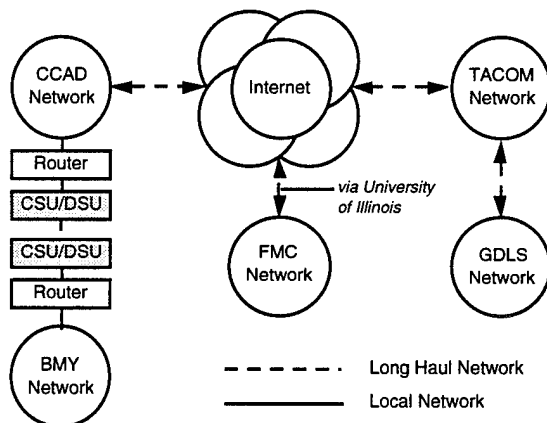 CCAD
Network
Internet
TACOM
Network
Router
CSU/DSU
CSU/DSU
Router
BMY
Network
via University
of Illinois
FMC
Network
GDLS
Network
Long Haul Network
Local Network